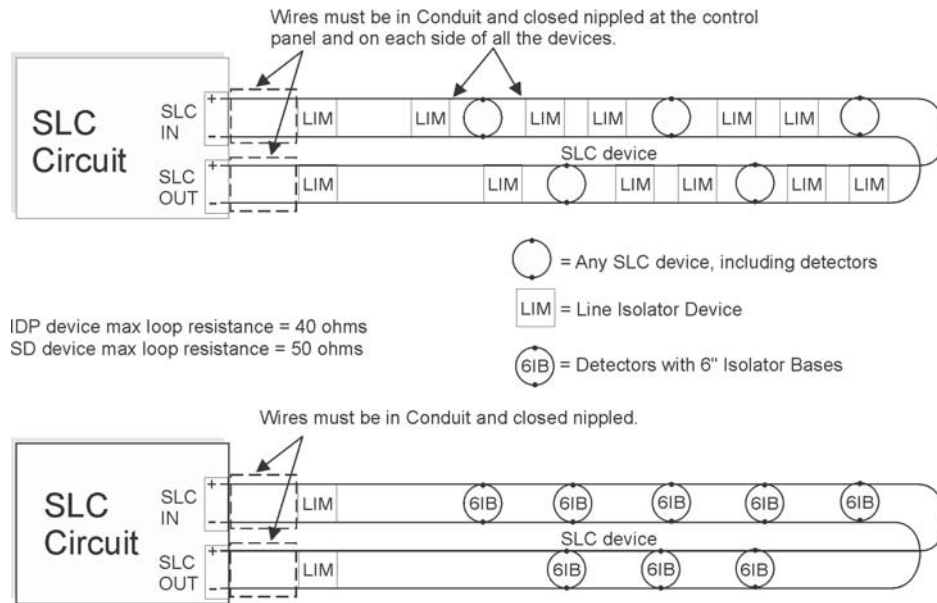 Wires must be in Conduit and closed nippled at the control
panel and on each side of all the devices.
SLC
Circuit
SLC
IN
+
-
LIM
LIM
LIM
LIM
LIM
LIM
SLC device
SLC
OUT
+
-
LIM
LIM
LIM
LIM
LIM
LIM
= Any SLC device, including detectors
LIM = Line Isolator Device
IDP device max loop resistance = 40 ohms
SD device max loop resistance = 50 ohms
6IB = Detectors with 6" Isolator Bases
Wires must be in Conduit and closed nippled.
SLC
Circuit
SLC
IN
+
-
LIM
6IB
6IB
6IB
6IB
6IB
SLC device
SLC
OUT
+
-
LIM
6IB
6IB
6IB